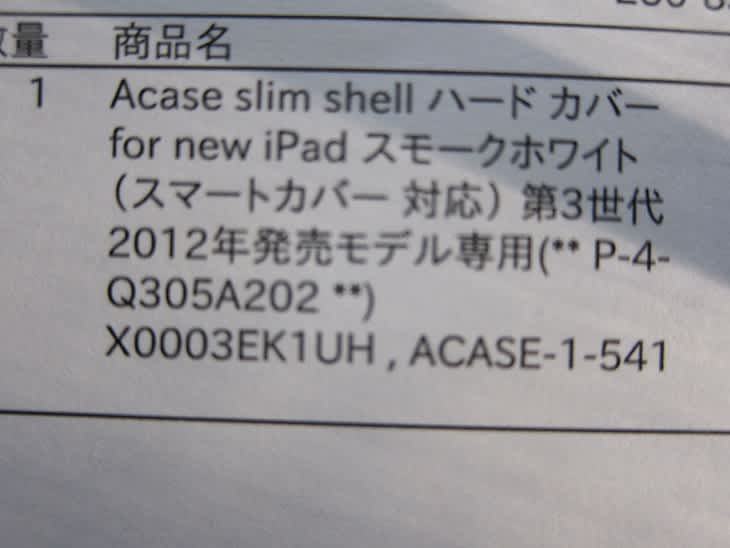 数量 商品名
1 Acase slim shell ハード カバー
for new iPad スモークホワイト
（スマートカバー 対応）第3世代
2012年発売モデル専用(** P-4-
Q305A202 **)
X0003EK1UH , ACASE-1-541